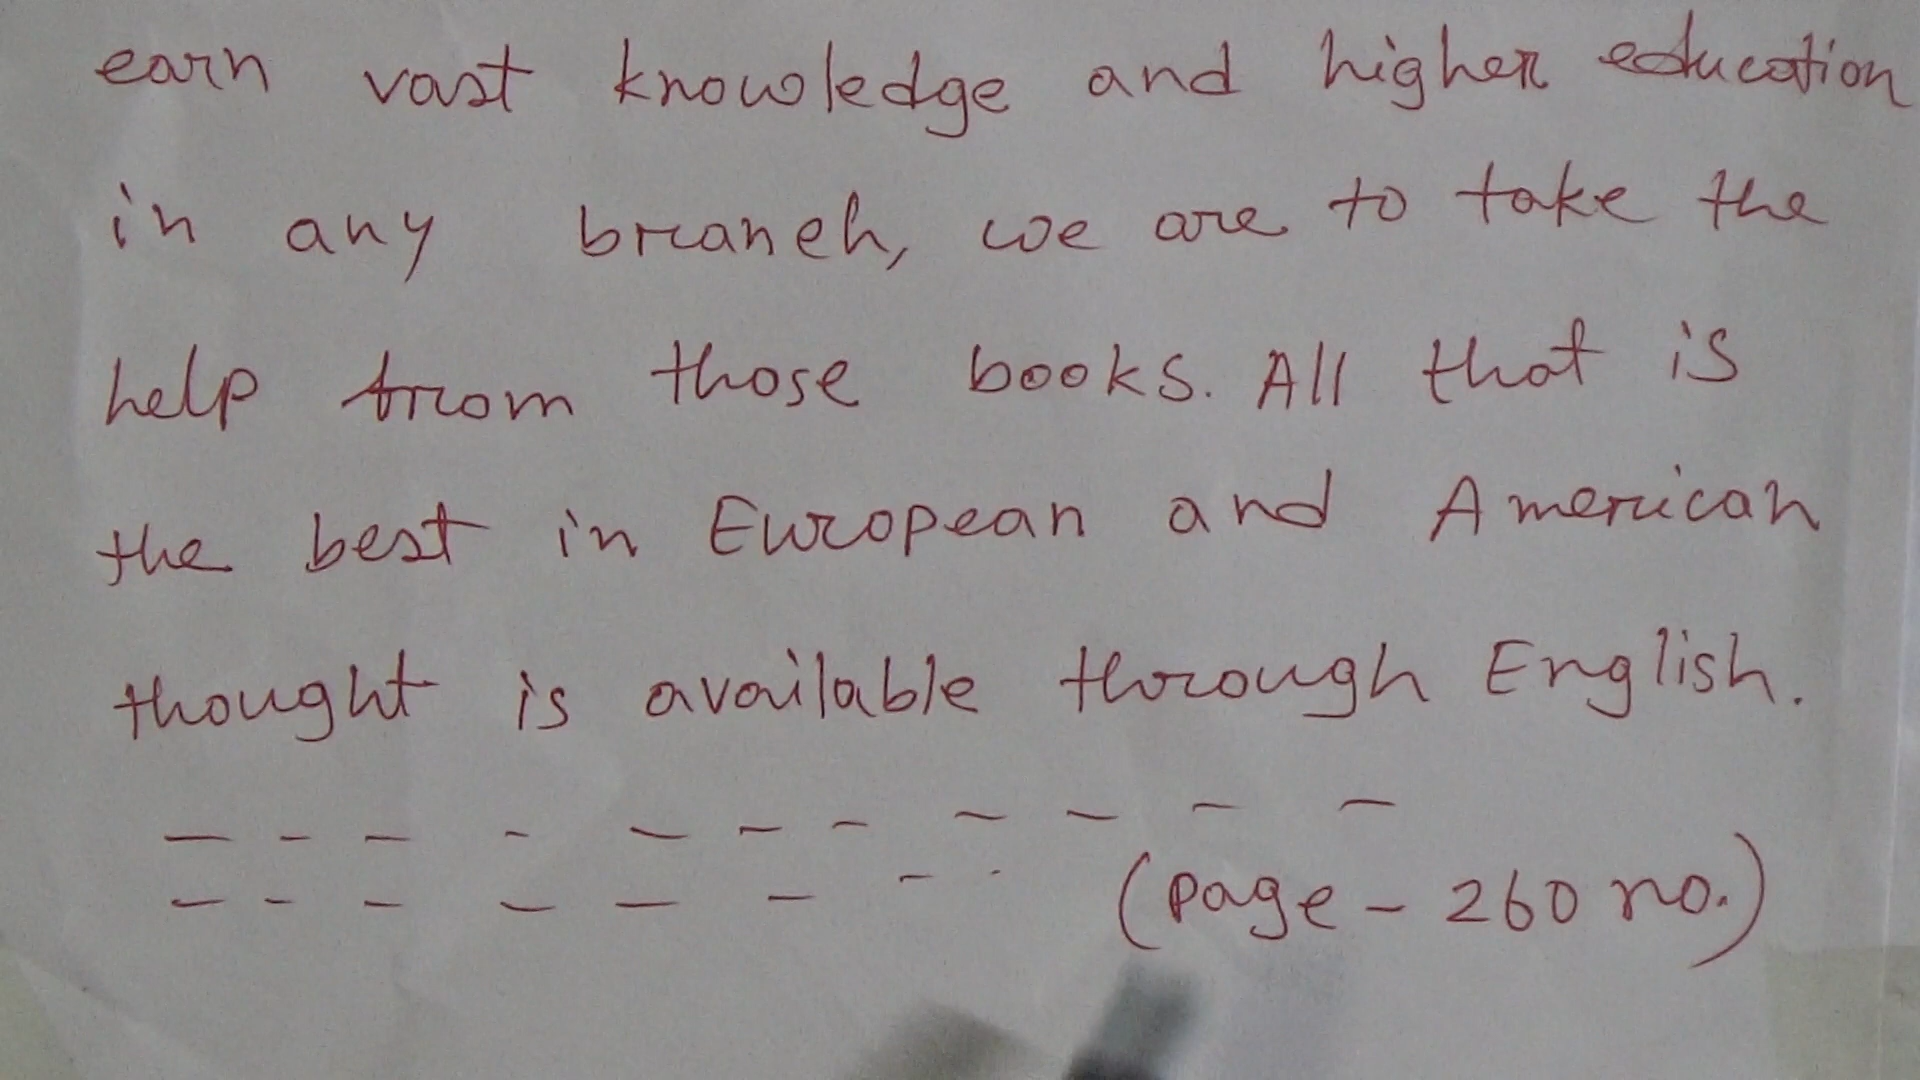 earn vast knowledge and higher education
in any branch, we are to take the
help from those books. All that is
the best in European and American
thought is available through English.
— - — - — - - — — — —
— - — — — — - - (page - 260 no.)